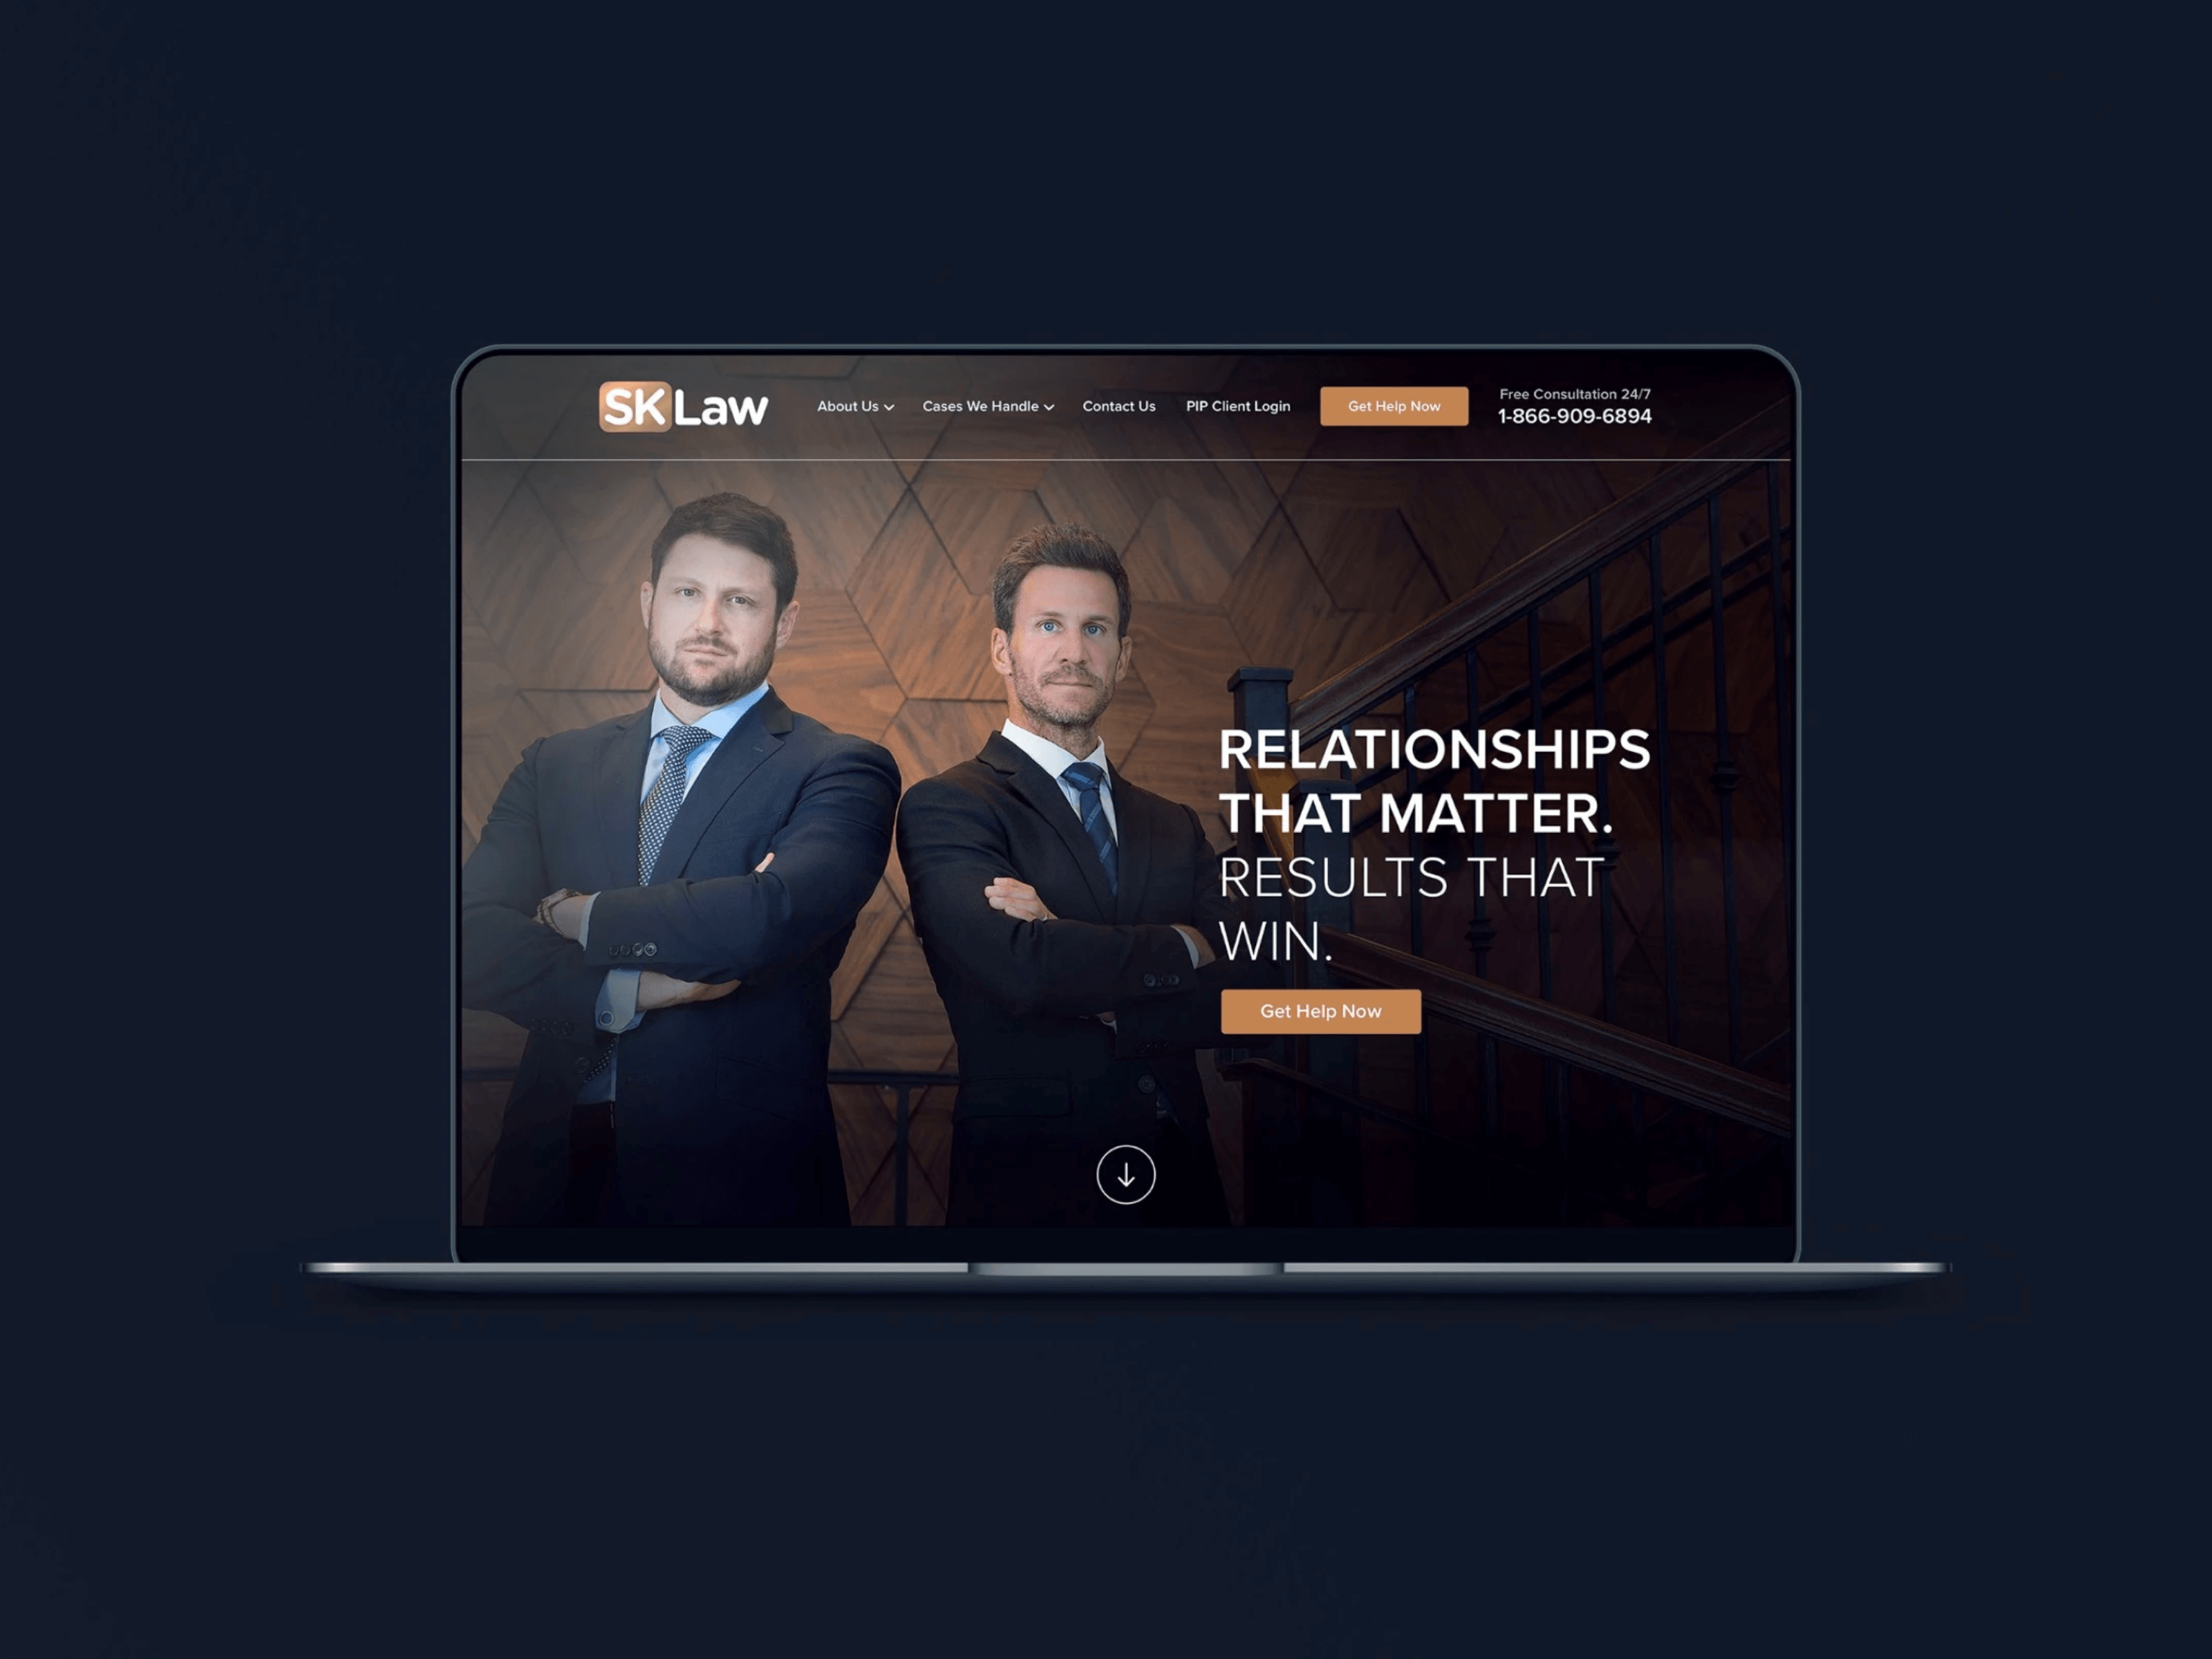 SK Law
About Us
Cases We Handle
Contact Us
PIP Client Login
Get Help Now
Free Consultation 24/7
1-866-909-6894
RELATIONSHIPS
THAT MATTER.
RESULTS THAT
WIN.
Get Help Now